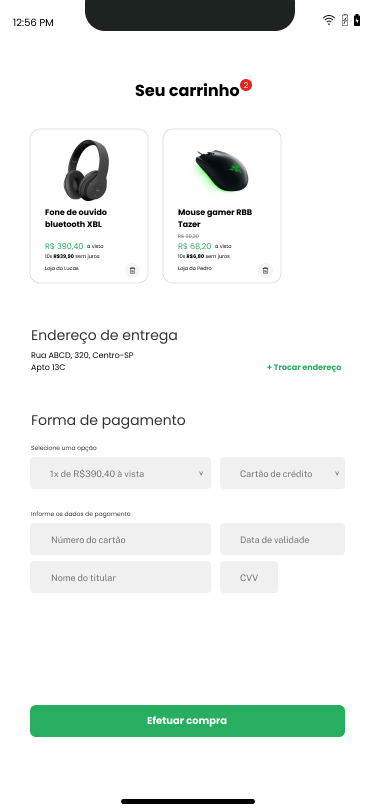 12:56 PM
Seu carrinho
2
Fone de ouvido
bluetooth XBL
R$ 390,40 à vista
10x R$39,90 sem juros
Loja do Lucas
Mouse gamer RBB
Tazer
R$ 68,20 à vista
10x R$6,80 sem juros
Loja do Pedro
Endereço de entrega
Rua ABCD, 320, Centro-SP
Apto 13C
+ Trocar endereço
Forma de pagamento
Selecione uma opção
1x de R$390,40 à vista
Cartão de crédito
Informe os dados de pagamento
Número do cartão
Data de validade
Nome do titular
CVV
Efetuar compra